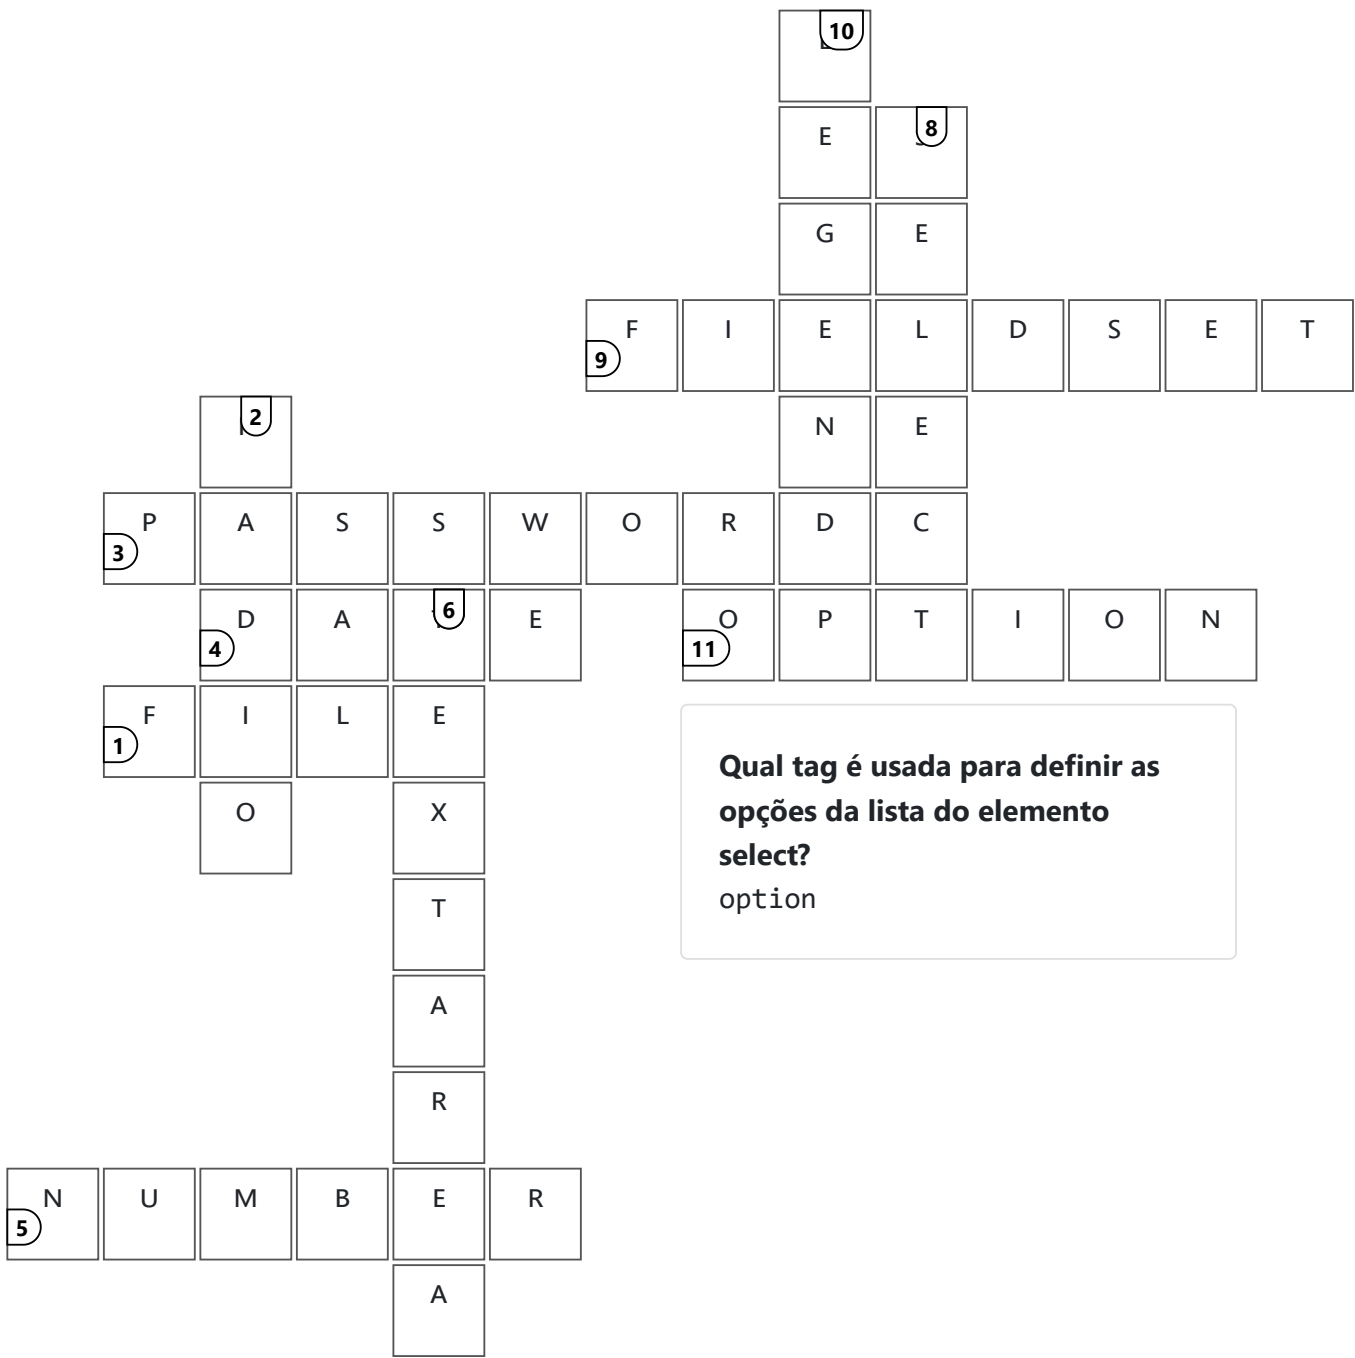 10
E 8
G E
9 F I E L D S E T
2 N E
3 P A S S W O R D C
4 D A 6 E 11 O P T I O N
1 F I L E
Qual tag é usada para definir as
opções da lista do elemento
select?
option
O X
T
A
R
5 N U M B E R
A